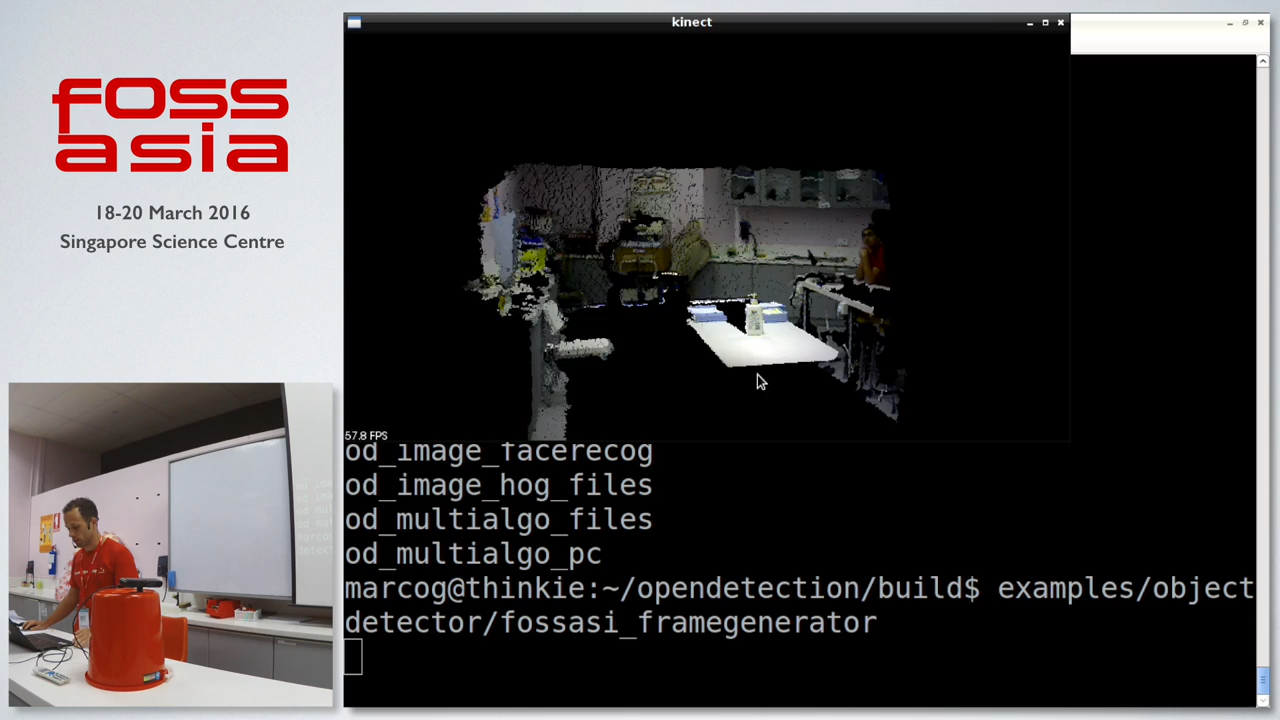 foss
asia
18-20 March 2016
Singapore Science Centre
kinect
57.8 FPS
od_image_facerecog
od_image_hog_files
od_multialgo_files
od_multialgo_pc
marcog@thinkie:~/opendetection/build$ examples/object
detector/fossasi_framegenerator